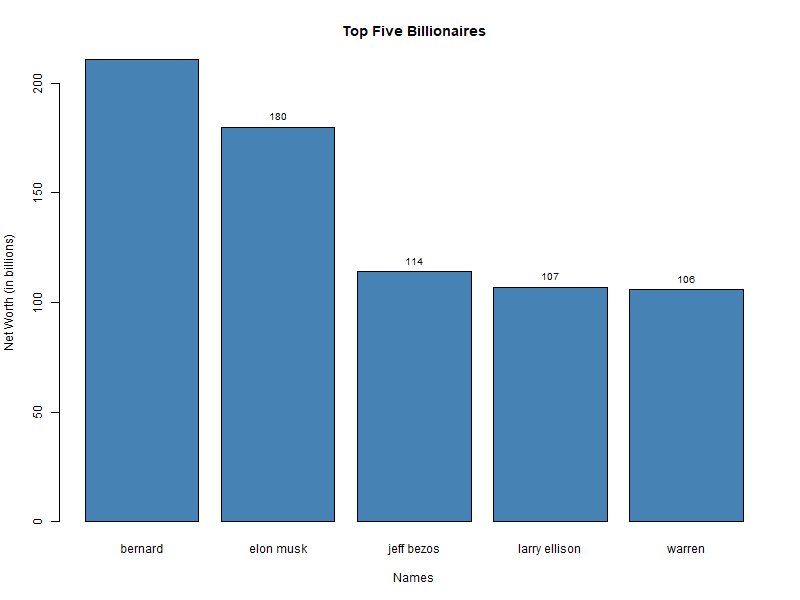 Top Five Billionaires
Net Worth (in billions)
200
150
100
50
0
180
114
107
106
bernard
elon musk
jeff bezos
larry ellison
warren
Names